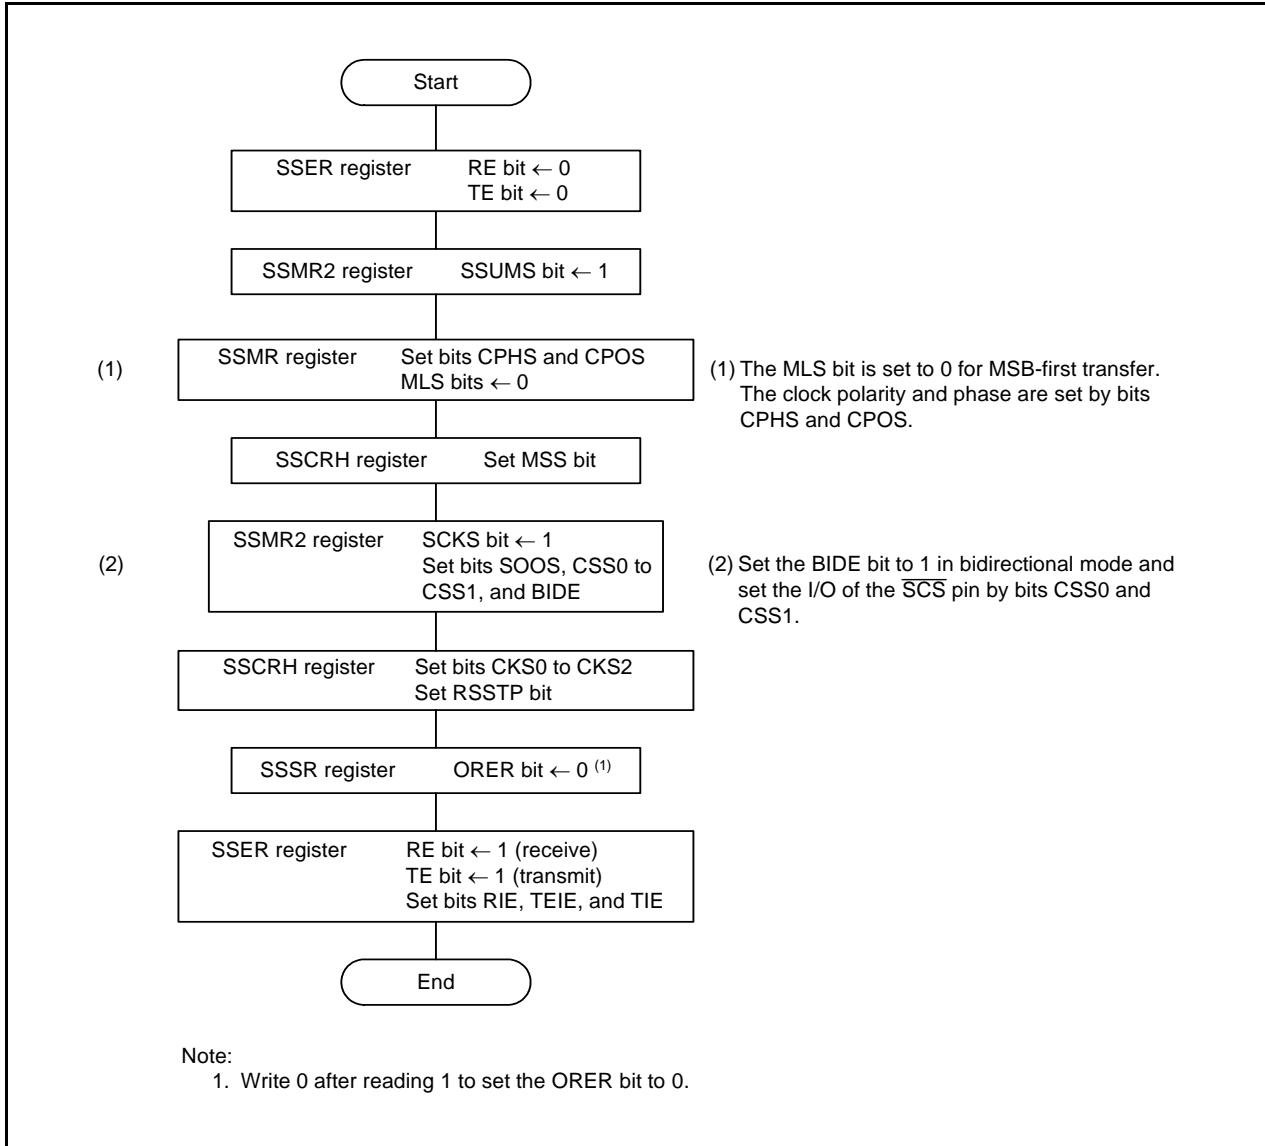 Start
SSER register RE bit ← 0
TE bit ← 0
SSMR2 register SSUMS bit ← 1
(1) SSMR register Set bits CPHS and CPOS
MLS bits ← 0
(1) The MLS bit is set to 0 for MSB-first transfer.
The clock polarity and phase are set by bits
CPHS and CPOS.
SSCRH register Set MSS bit
(2) SSMR2 register SCKS bit ← 1
Set bits SOOS, CSS0 to
CSS1, and BIDE
(2) Set the BIDE bit to 1 in bidirectional mode and
set the I/O of the S̅C̅S̅ pin by bits CSS0 and
CSS1.
SSCRH register Set bits CKS0 to CKS2
Set RSSTP bit
SSSR register ORER bit ← 0 (1)
SSER register RE bit ← 1 (receive)
TE bit ← 1 (transmit)
Set bits RIE, TEIE, and TIE
End
Note:
1. Write 0 after reading 1 to set the ORER bit to 0.